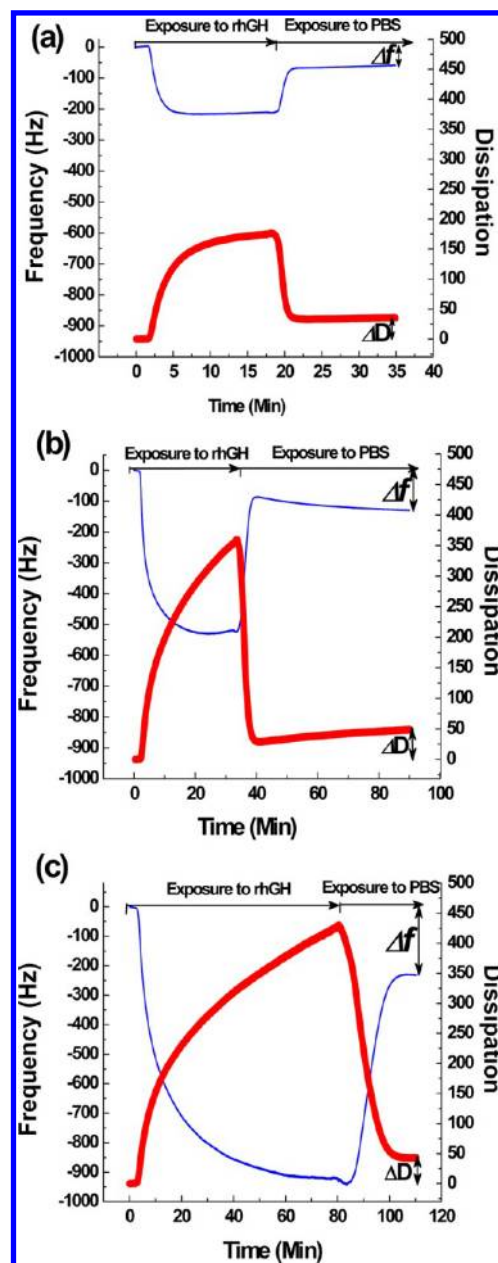 (a)
Exposure to rhGH
Exposure to PBS
Δf
0
-100
-200
-300
-400
-500
-600
-700
-800
-900
-1000
Frequency (Hz)
500
450
400
350
300
250
200
150
100
50
0
Dissipation
ΔD
0 5 10 15 20 25 30 35 40
Time (Min)
(b)
Exposure to rhGH
Exposure to PBS
Δf
0
-100
-200
-300
-400
-500
-600
-700
-800
-900
-1000
Frequency (Hz)
500
450
400
350
300
250
200
150
100
50
0
Dissipation
ΔD
0 20 40 60 80 100
Time (Min)
(c)
Exposure to rhGH
Exposure to PBS
Δf
0
-100
-200
-300
-400
-500
-600
-700
-800
-900
-1000
Frequency (Hz)
500
450
400
350
300
250
200
150
100
50
0
Dissipation
ΔD
0 20 40 60 80 100 120
Time (Min)